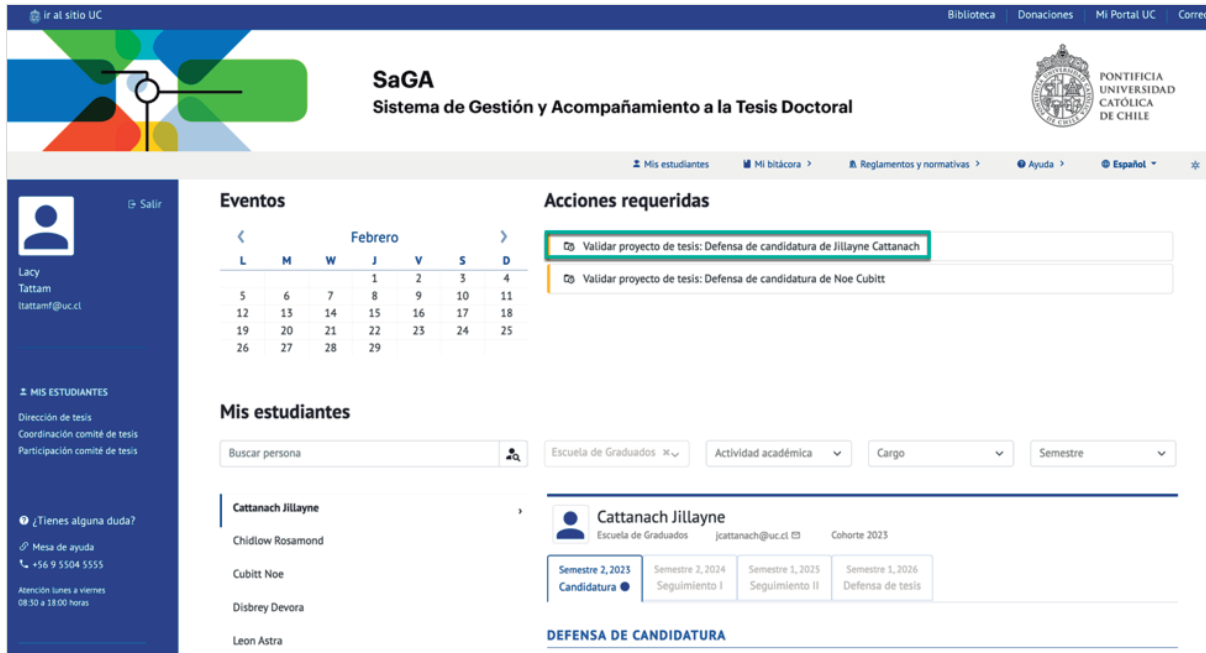 ir al sitio UC
Biblioteca Donaciones Mi Portal UC Correo
SaGA
Sistema de Gestión y Acompañamiento a la Tesis Doctoral
PONTIFICIA
UNIVERSIDAD
CATÓLICA
DE CHILE
Mis estudiantes Mi bitácora > Reglamentos y normativas > Ayuda > Español
Salir
Lacy
Tattam
ltattamf@uc.cl
MIS ESTUDIANTES
Dirección de tesis
Coordinación comité de tesis
Participación comité de tesis
¿Tienes alguna duda?
Mesa de ayuda
+56 9 5504 5555
Atención lunes a viernes
08:30 a 18:00 horas
Eventos
Febrero
L M W J V S D
1 2 3 4
5 6 7 8 9 10 11
12 13 14 15 16 17 18
19 20 21 22 23 24 25
26 27 28 29
Acciones requeridas
Validar proyecto de tesis: Defensa de candidatura de Jillayne Cattanach
Validar proyecto de tesis: Defensa de candidatura de Noe Cubitt
Mis estudiantes
Buscar persona
Escuela de Graduados × Actividad académica Cargo Semestre
Cattanach Jillayne
Chidlow Rosamond
Cubitt Noe
Disbrey Devora
Leon Astra
Cattanach Jillayne
Escuela de Graduados jcattanach@uc.cl Cohorte 2023
Semestre 2, 2023 Semestre 2, 2024 Semestre 1, 2025 Semestre 1, 2026
Candidatura Seguimiento I Seguimiento II Defensa de tesis
DEFENSA DE CANDIDATURA